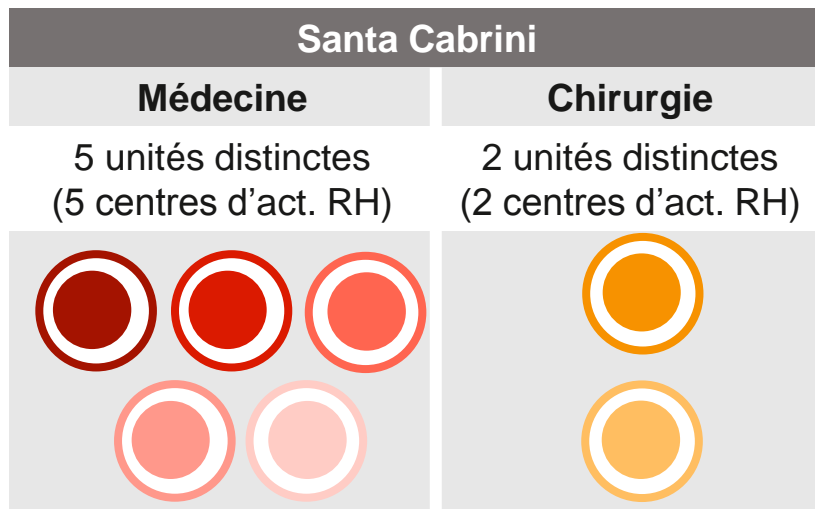 Santa Cabrini
Médecine
Chirurgie
5 unités distinctes
(5 centres d'act. RH)
2 unités distinctes
(2 centres d'act. RH)